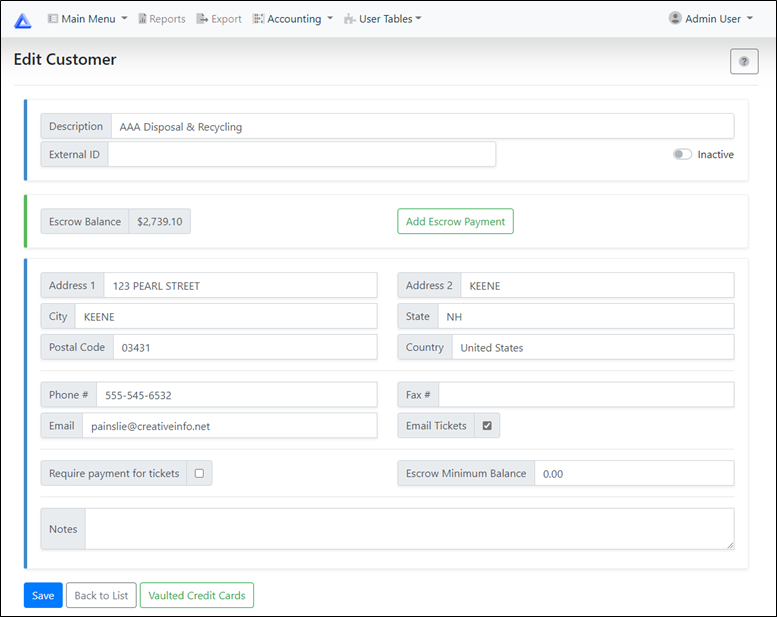 Main Menu Reports Export Accounting User Tables Admin User
Edit Customer ?
Description AAA Disposal & Recycling
External ID Inactive
Escrow Balance $2,739.10 Add Escrow Payment
Address 1 123 PEARL STREET Address 2 KEENE
City KEENE State NH
Postal Code 03431 Country United States
Phone # 555-545-6532 Fax #
Email painslie@creativeinfo.net Email Tickets
Require payment for tickets Escrow Minimum Balance 0.00
Notes
Save Back to List Vaulted Credit Cards